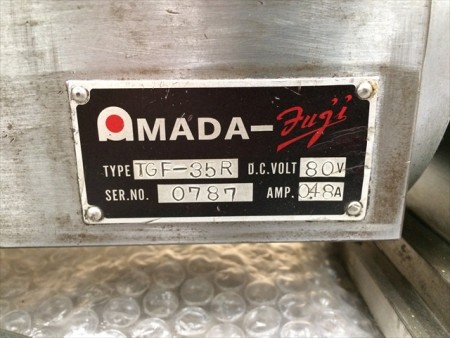 AMADA-Fuji
TYPE TGF-35R D.C.VOLT 80V
SER.NO. 0787 AMP. 0.48A